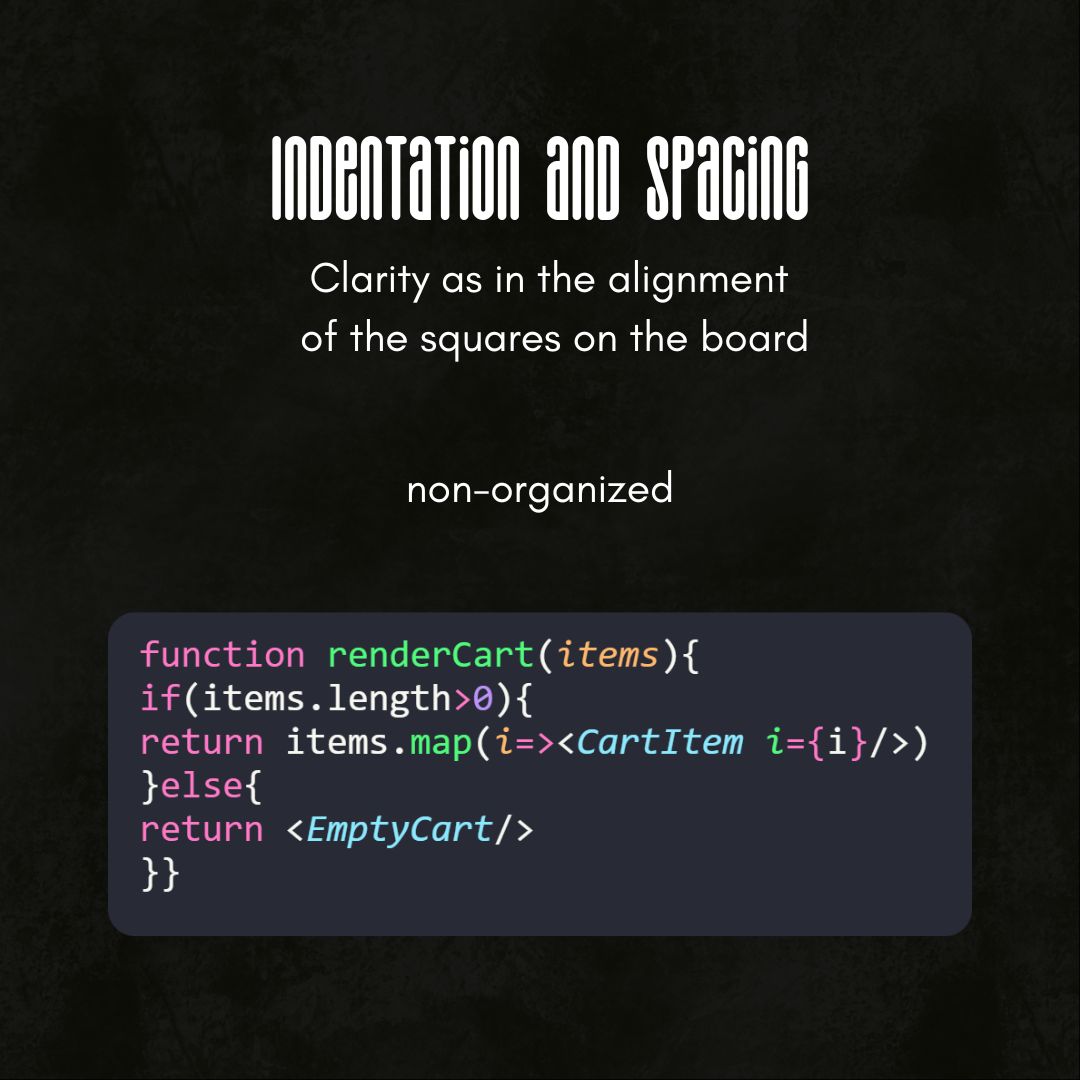 Indentation and Spacing
Clarity as in the alignment
of the squares on the board
non-organized
function renderCart(items){
if(items.length>0){
return items.map(i=><CartItem i={i}/>)
}else{
return <EmptyCart/>
}}